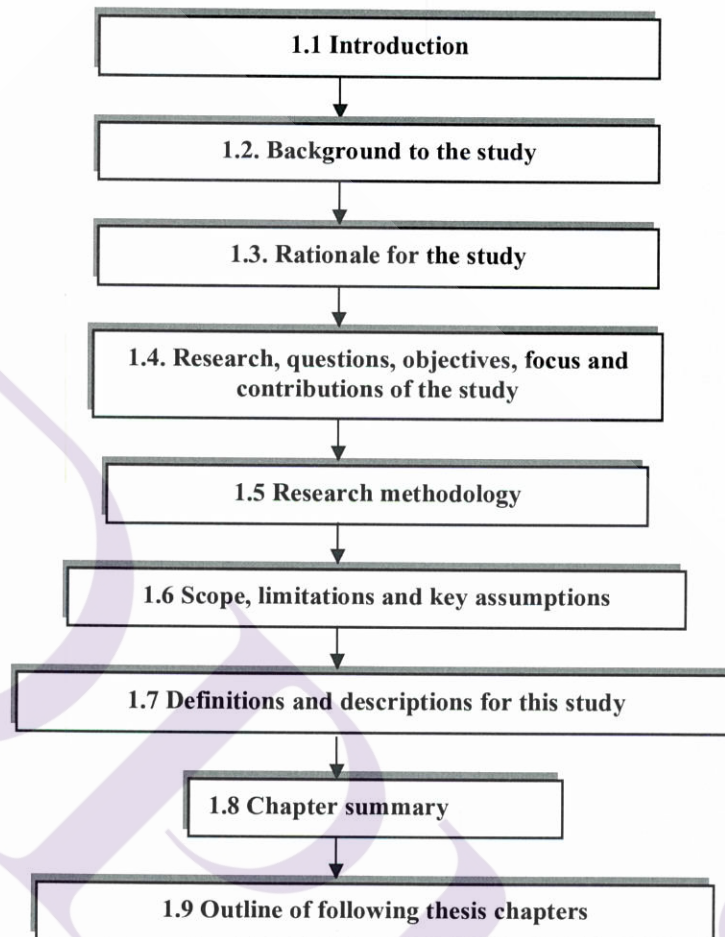 1.1 Introduction
1.2. Background to the study
1.3. Rationale for the study
1.4. Research, questions, objectives, focus and
contributions of the study
1.5 Research methodology
1.6 Scope, limitations and key assumptions
1.7 Definitions and descriptions for this study
1.8 Chapter summary
1.9 Outline of following thesis chapters